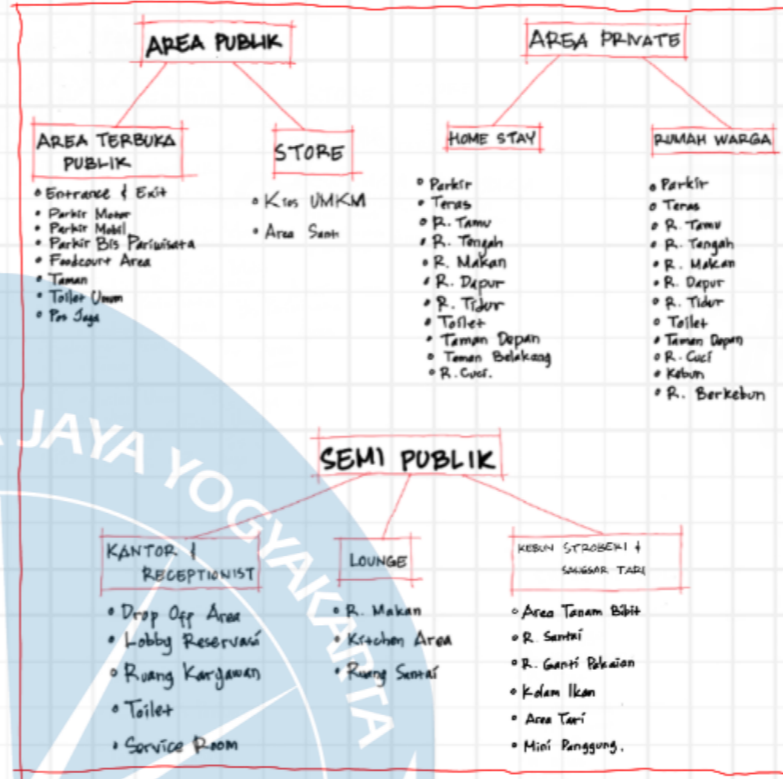 AREA PUBLIK
AREA TERBUKA
PUBLIK
• Entrance & Exit
• Parkir Motor
• Parkir Mobil
• Parkir Bis Pariwisata
• Foodcourt Area
• Taman
• Toilet Umum
• Pos Jaga
STORE
• Kios UMKM
• Area Santi
AREA PRIVATE
HOME STAY
• Parkir
• Teras
• R. Tamu
• R. Tengah
• R. Makan
• R. Dapur
• R. Tidur
• Toilet
• Taman Depan
• Taman Belakang
• R. Cuci.
RUMAH WARGA
• Parkir
• Teras
• R. Tamu
• R. Tengah
• R. Makan
• R. Dapur
• R. Tidur
• Toilet
• Taman Depan
• R. Cuci
• Kebun
• R. Berkebun
SEMI PUBLIK
KANTOR &
RECEPTIONIST
• Drop Off Area
• Lobby Reservasi
• Ruang Karyawan
• Toilet
• Service Room
LOUNGE
• R. Makan
• Kitchen Area
• Ruang Santai
KEBUN STROBERI &
SANGGAR TARI
• Area Tanam Bibit
• R. Santai
• R. Ganti Pakaian
• Kolam Ikan
• Area Tari
• Mini Panggung.
A JAYA YOGYAKARTA